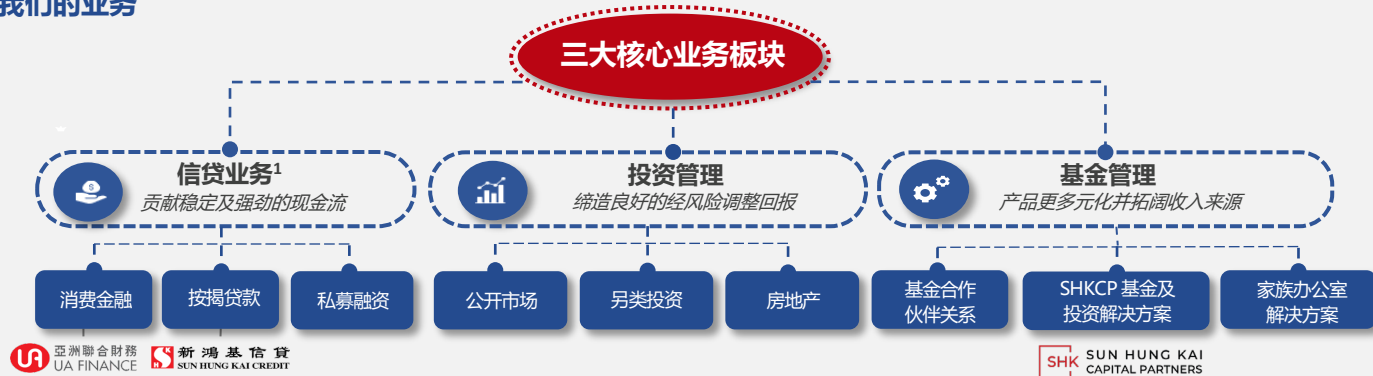 我们的业务
三大核心业务板块
信贷业务1
贡献稳定及强劲的现金流
投资管理
缔造良好的经风险调整回报
基金管理
产品更多元化并拓阔收入来源
消费金融
按揭贷款
私募融资
公开市场
另类投资
房地产
基金合作
伙伴关系
SHKCP 基金及
投资解决方案
家族办公室
解决方案
UA 亞洲聯合財務
UA FINANCE
新鴻基信貸
SUN HUNG KAI CREDIT
SHK SUN HUNG KAI
CAPITAL PARTNERS